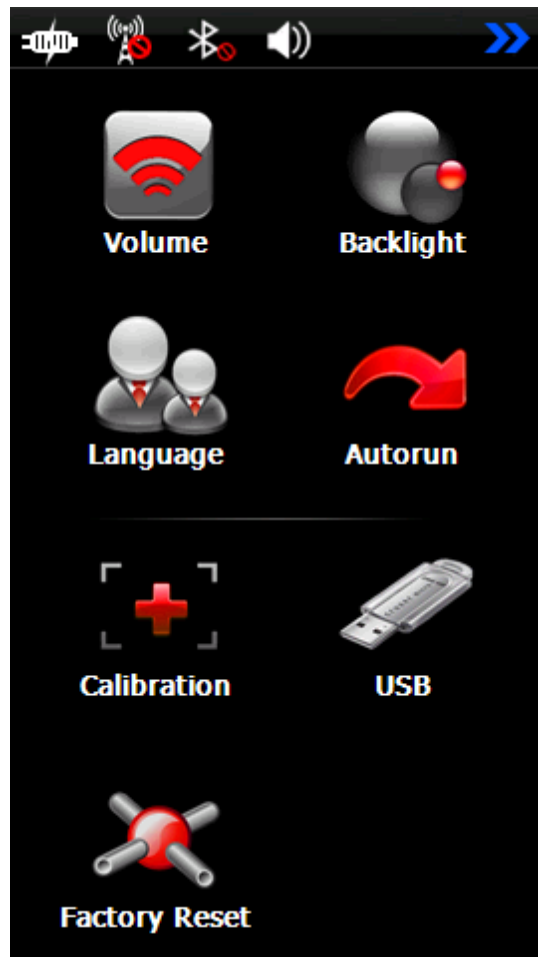 Volume
Backlight
Language
Autorun
Calibration
USB
Factory Reset